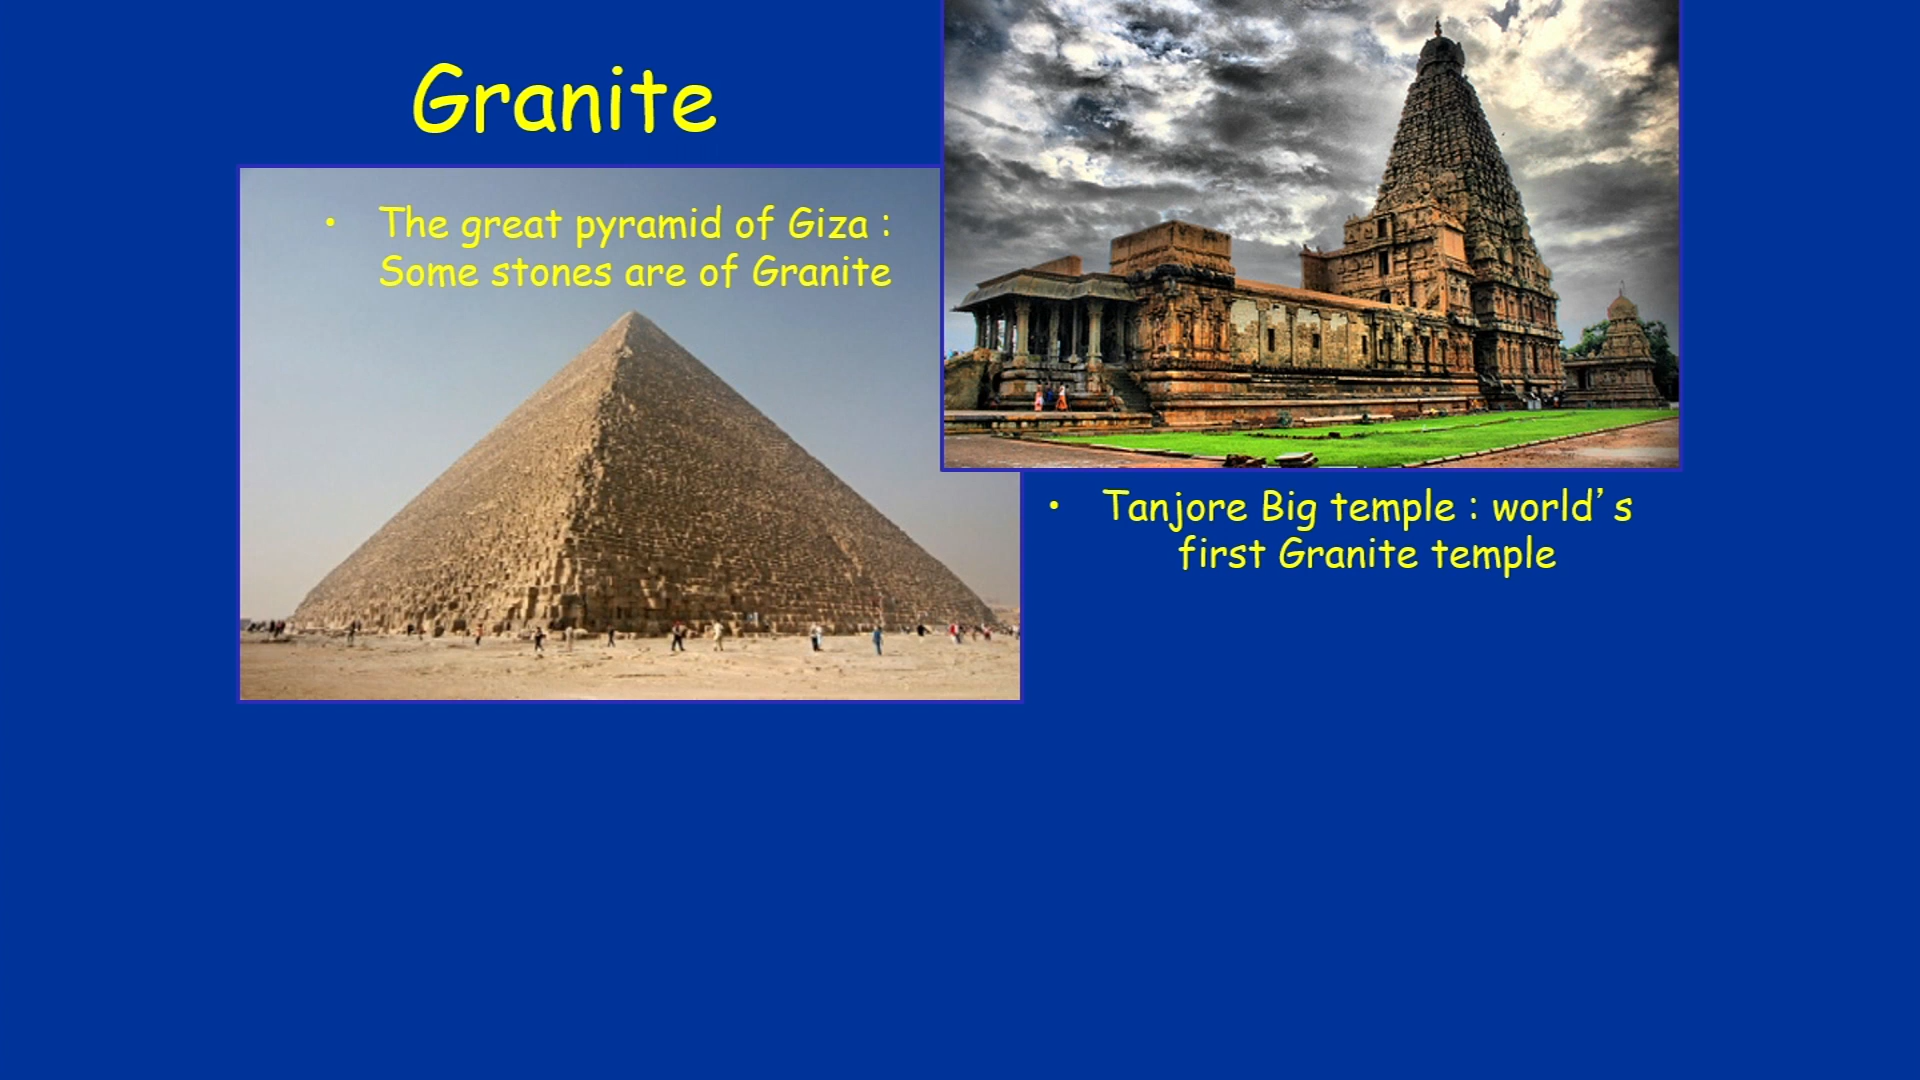 Granite
• The great pyramid of Giza :
Some stones are of Granite
• Tanjore Big temple : world’s
first Granite temple